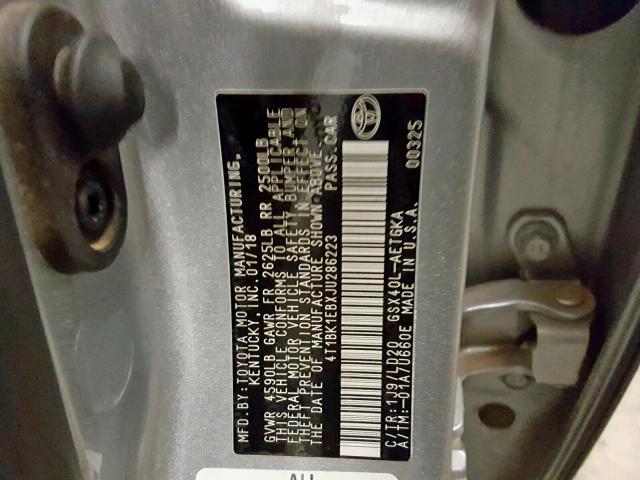 MFD.BY:TOYOTA MOTOR MANUFACTURING,
KENTUCKY, INC. 01/18
GVWR 4590LB GAWR FR 2625LB RR 2500LB
THIS VEHICLE CONFORMS TO ALL APPLICABLE
FEDERAL MOTOR VEHICLE SAFETY, BUMPER AND
THEFT PREVENTION STANDARDS IN EFFECT ON
THE DATE OF MANUFACTURE SHOWN ABOVE.
4T1BK1EBXJU286223 PASS.CAR
C/TR:1J9/LD20 GSX40L-AETGKA 00325
A/TM:-01A/U660E MADE IN U.S.A.
ALL